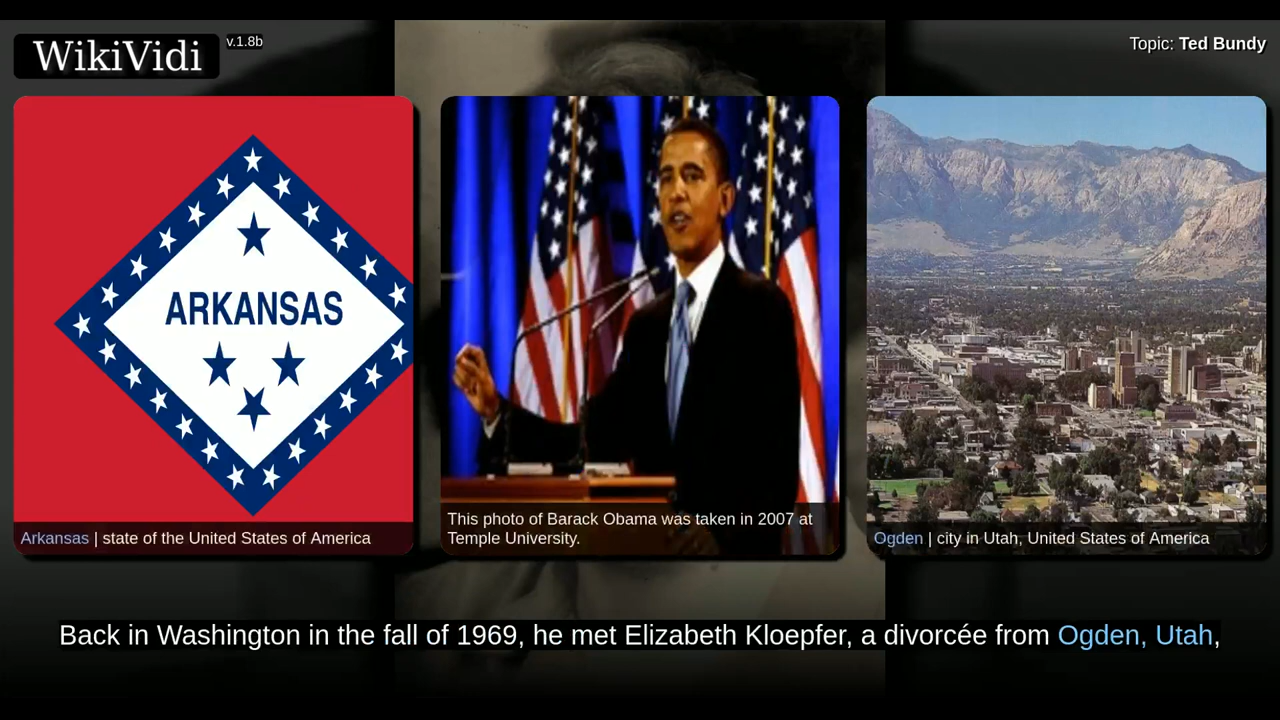 WikiVidi
v.1.8b
Topic: Ted Bundy
ARKANSAS
Arkansas | state of the United States of America
This photo of Barack Obama was taken in 2007 at
Temple University.
Ogden | city in Utah, United States of America
Back in Washington in the fall of 1969, he met Elizabeth Kloepfer, a divorcée from Ogden, Utah,